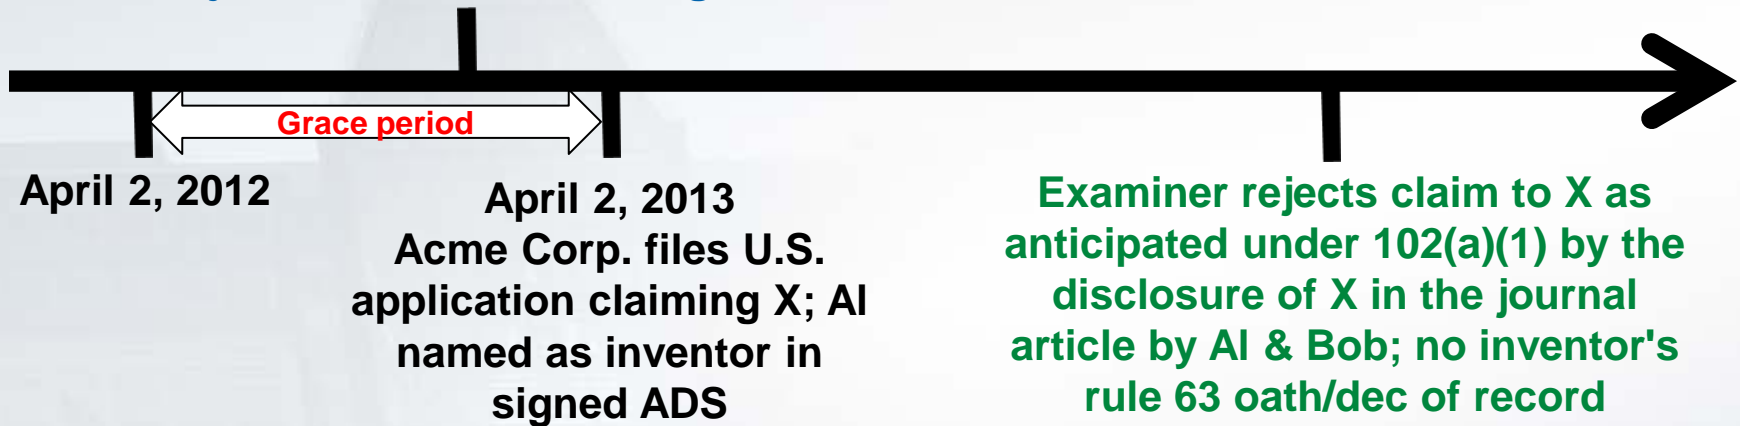 Grace period
April 2, 2012
April 2, 2013
Acme Corp. files U.S.
application claiming X; Al
named as inventor in
signed ADS
Examiner rejects claim to X as
anticipated under 102(a)(1) by the
disclosure of X in the journal
article by Al & Bob; no inventor's
rule 63 oath/dec of record